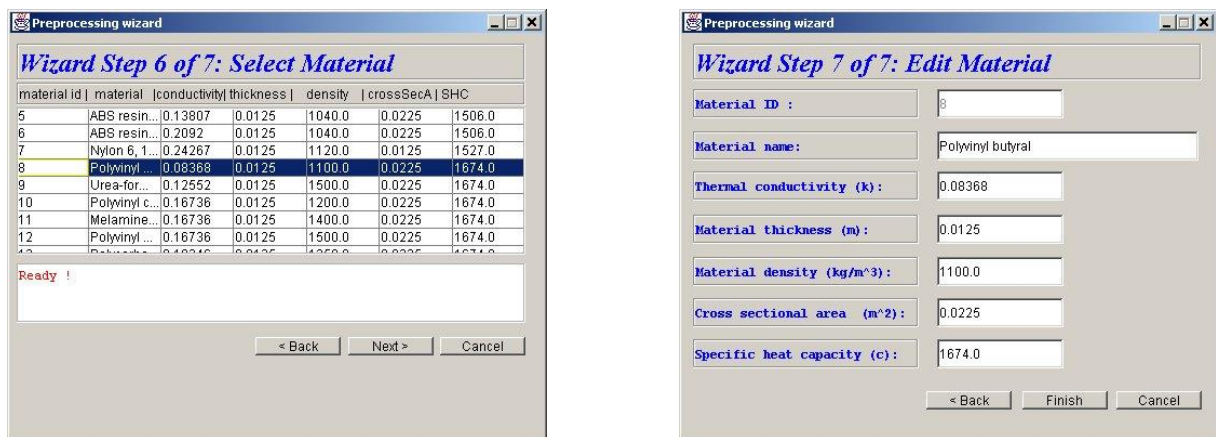 Preprocessing wizard
Wizard Step 6 of 7: Select Material
material id | material |conductivity| thickness | density | crossSecA | SHC
5 ABS resin... 0.13807 0.0125 1040.0 0.0225 1506.0
6 ABS resin... 0.2092 0.0125 1040.0 0.0225 1506.0
7 Nylon 6, 1... 0.24267 0.0125 1120.0 0.0125 1527.0
8 Polyvinyl ... 0.08368 0.0125 1100.0 0.0225 1674.0
9 Urea-for... 0.12552 0.0125 1500.0 0.0225 1674.0
10 Polyvinyl c... 0.16736 0.0125 1200.0 0.0225 1674.0
11 Melamine... 0.16736 0.0125 1400.0 0.0225 1674.0
12 Polyvinyl ... 0.16736 0.0125 1500.0 0.0225 1674.0
Ready !
< Back Next > Cancel
Preprocessing wizard
Wizard Step 7 of 7: Edit Material
Material ID : 8
Material name: Polyvinyl butyral
Thermal conductivity (k): 0.08368
Material thickness (m): 0.0125
Material density (kg/m^3): 1100.0
Cross sectional area (m^2): 0.0225
Specific heat capacity (c): 1674.0
< Back Finish Cancel